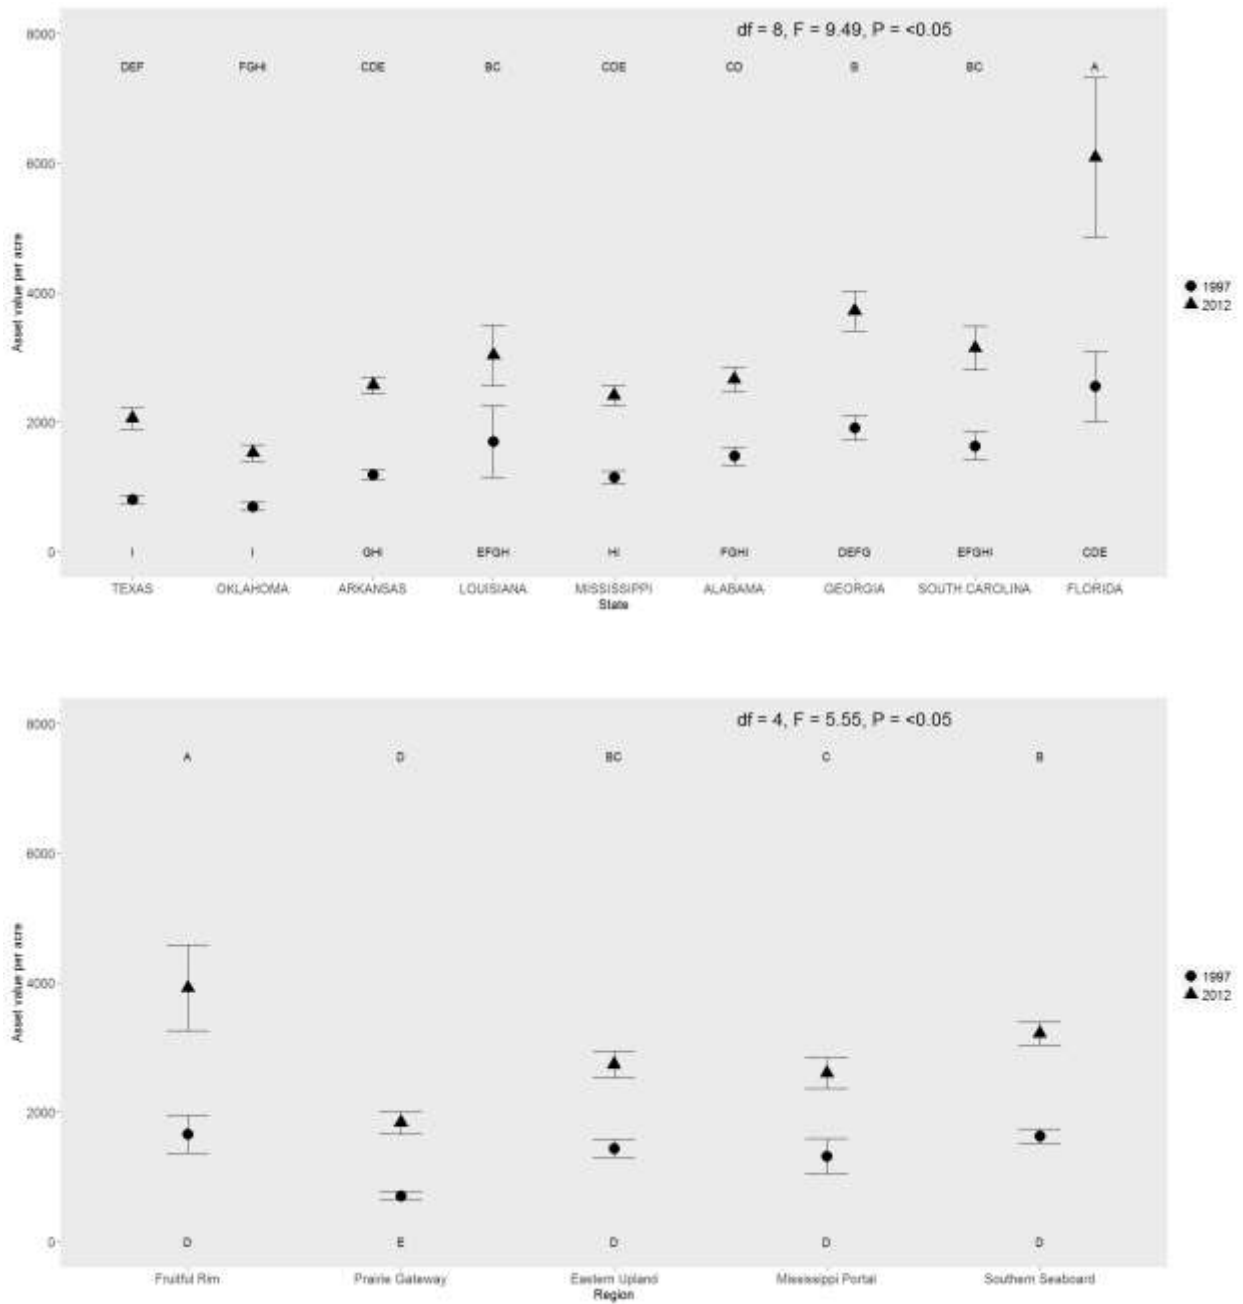 8000
df = 8, F = 9.49, P = <0.05
DEF FGHI CDE BC CDE CD B BC A
6000
Asset value per acre
4000
1997
2012
2000
0
I I GHI EFGH HI FGHI DEFG EFGHI CDE
TEXAS OKLAHOMA ARKANSAS LOUISIANA MISSISSIPPI ALABAMA GEORGIA SOUTH CAROLINA FLORIDA
State
8000
df = 4, F = 5.55, P = <0.05
A D BC C B
6000
Asset value per acre
4000
1997
2012
2000
0
D E D D D
Fruitful Rim Prairie Gateway Eastern Upland Mississippi Portal Southern Seaboard
Region